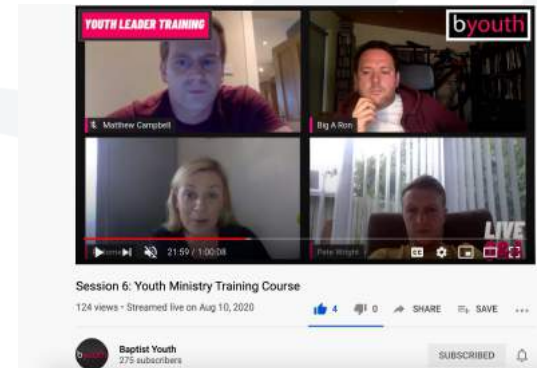 YOUTH LEADER TRAINING
byouth
Matthew Campbell
Big A Ron
21:59 / 1:00:08
Pete Wright
LIVE
Session 6: Youth Ministry Training Course
124 views • Streamed live on Aug 10, 2020
4
0
SHARE
SAVE
byouth
Baptist Youth
275 subscribers
SUBSCRIBED